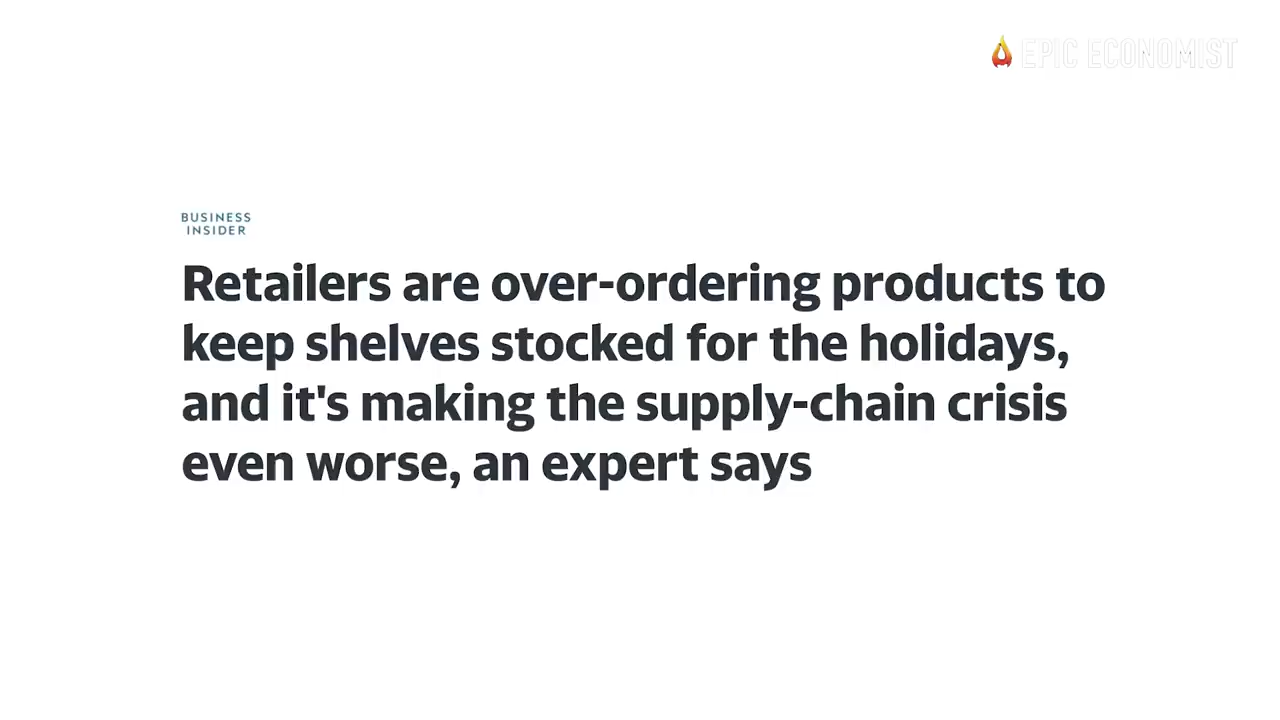 EPIC ECONOMIST
BUSINESS
INSIDER
Retailers are over-ordering products to
keep shelves stocked for the holidays,
and it's making the supply-chain crisis
even worse, an expert says